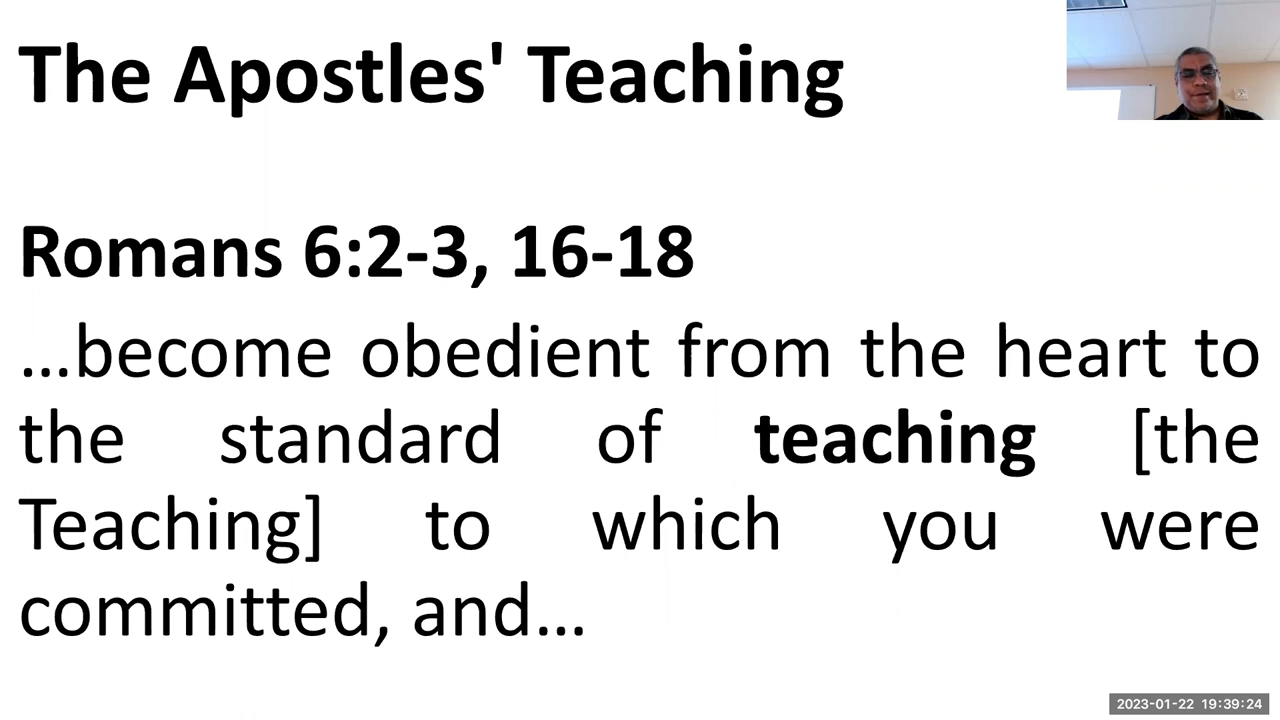 The Apostles' Teaching
Romans 6:2-3, 16-18
...become obedient from the heart to
the standard of teaching [the
Teaching] to which you were
committed, and...
2023-01-22 19:39:24